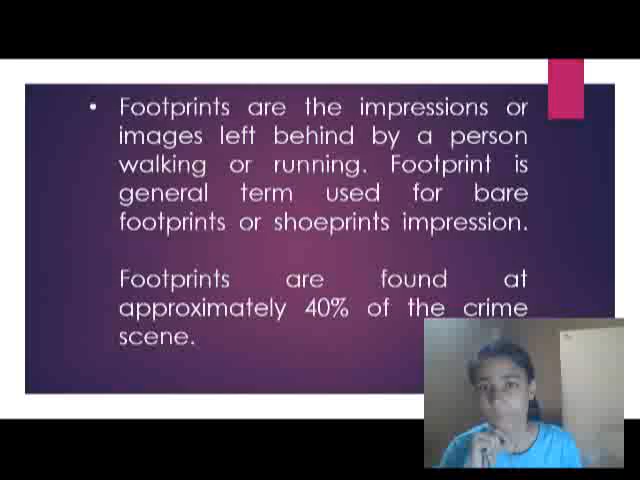 • Footprints are the impressions or
images left behind by a person
walking or running. Footprint is
general term used for bare
footprints or shoeprints impression.
Footprints are found at
approximately 40% of the crime
scene.